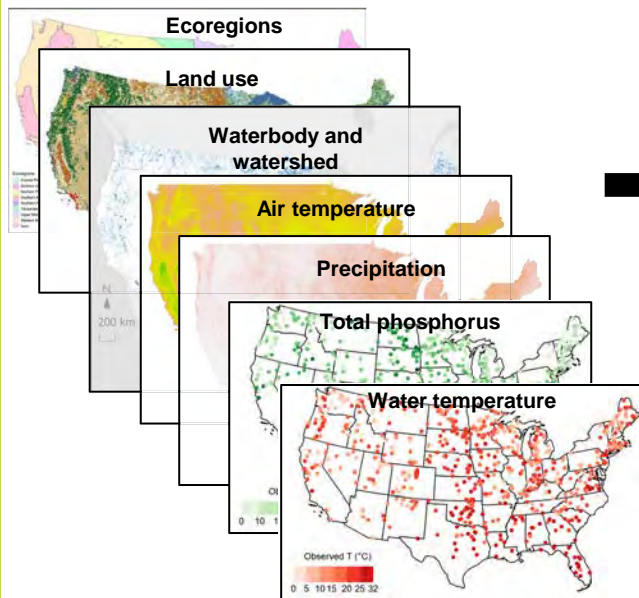 Ecoregions
Land use
Waterbody and
watershed
Air temperature
Precipitation
Total phosphorus
Water temperature
Ecoregions
N
200 km
0 10
Observed T (°C)
0 5 10 15 20 25 32